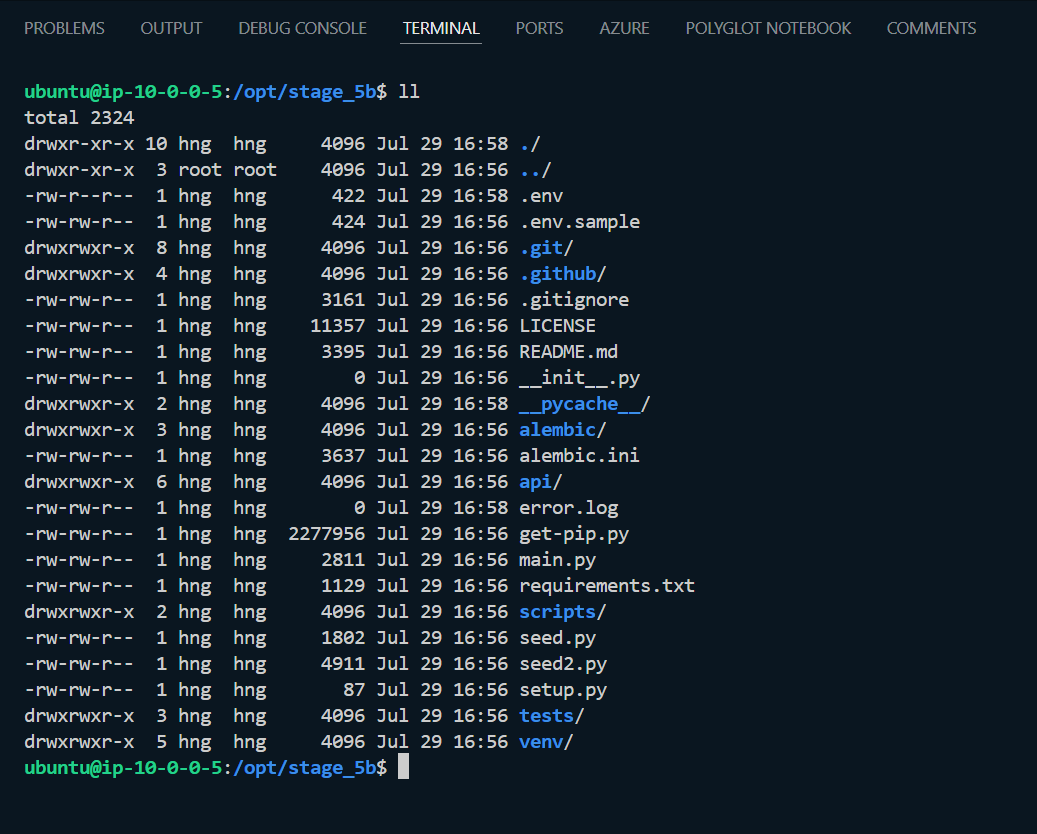 PROBLEMS OUTPUT DEBUG CONSOLE TERMINAL PORTS AZURE POLYGLOT NOTEBOOK COMMENTS
ubuntu@ip-10-0-0-5:/opt/stage_5b$ ll
total 2324
drwxr-xr-x 10 hng  hng     4096 Jul 29 16:58 ./
drwxr-xr-x  3 root root    4096 Jul 29 16:56 ../
-rw-r--r--  1 hng  hng      422 Jul 29 16:58 .env
-rw-rw-r--  1 hng  hng      424 Jul 29 16:56 .env.sample
drwxrwxr-x  8 hng  hng     4096 Jul 29 16:56 .git/
drwxrwxr-x  4 hng  hng     4096 Jul 29 16:56 .github/
-rw-rw-r--  1 hng  hng     3161 Jul 29 16:56 .gitignore
-rw-rw-r--  1 hng  hng    11357 Jul 29 16:56 LICENSE
-rw-rw-r--  1 hng  hng     3395 Jul 29 16:56 README.md
-rw-rw-r--  1 hng  hng        0 Jul 29 16:56 __init__.py
drwxrwxr-x  2 hng  hng     4096 Jul 29 16:58 __pycache__/
drwxrwxr-x  3 hng  hng     4096 Jul 29 16:56 alembic/
-rw-rw-r--  1 hng  hng     3637 Jul 29 16:56 alembic.ini
drwxrwxr-x  6 hng  hng     4096 Jul 29 16:56 api/
-rw-rw-r--  1 hng  hng        0 Jul 29 16:58 error.log
-rw-rw-r--  1 hng  hng  2277956 Jul 29 16:56 get-pip.py
-rw-rw-r--  1 hng  hng     2811 Jul 29 16:56 main.py
-rw-rw-r--  1 hng  hng     1129 Jul 29 16:56 requirements.txt
drwxrwxr-x  2 hng  hng     4096 Jul 29 16:56 scripts/
-rw-rw-r--  1 hng  hng     1802 Jul 29 16:56 seed.py
-rw-rw-r--  1 hng  hng     4911 Jul 29 16:56 seed2.py
-rw-rw-r--  1 hng  hng       87 Jul 29 16:56 setup.py
drwxrwxr-x  3 hng  hng     4096 Jul 29 16:56 tests/
drwxrwxr-x  5 hng  hng     4096 Jul 29 16:56 venv/
ubuntu@ip-10-0-0-5:/opt/stage_5b$